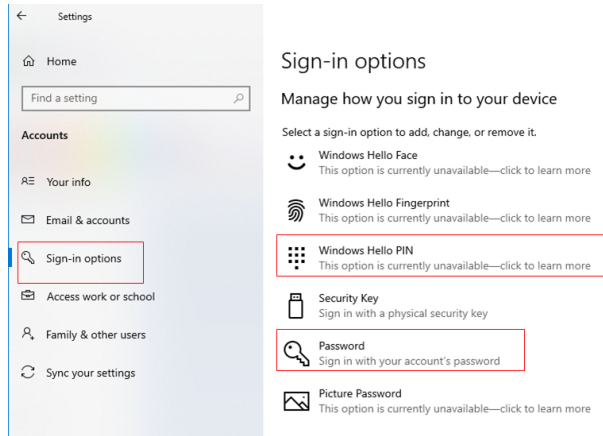 Settings
Home
Find a setting
Accounts
Your info
Email & accounts
Sign-in options
Access work or school
Family & other users
Sync your settings
Sign-in options
Manage how you sign in to your device
Select a sign-in option to add, change, or remove it.
Windows Hello Face
This option is currently unavailable—click to learn more
Windows Hello Fingerprint
This option is currently unavailable—click to learn more
Windows Hello PIN
This option is currently unavailable—click to learn more
Security Key
Sign in with a physical security key
Password
Sign in with your account's password
Picture Password
This option is currently unavailable—click to learn more